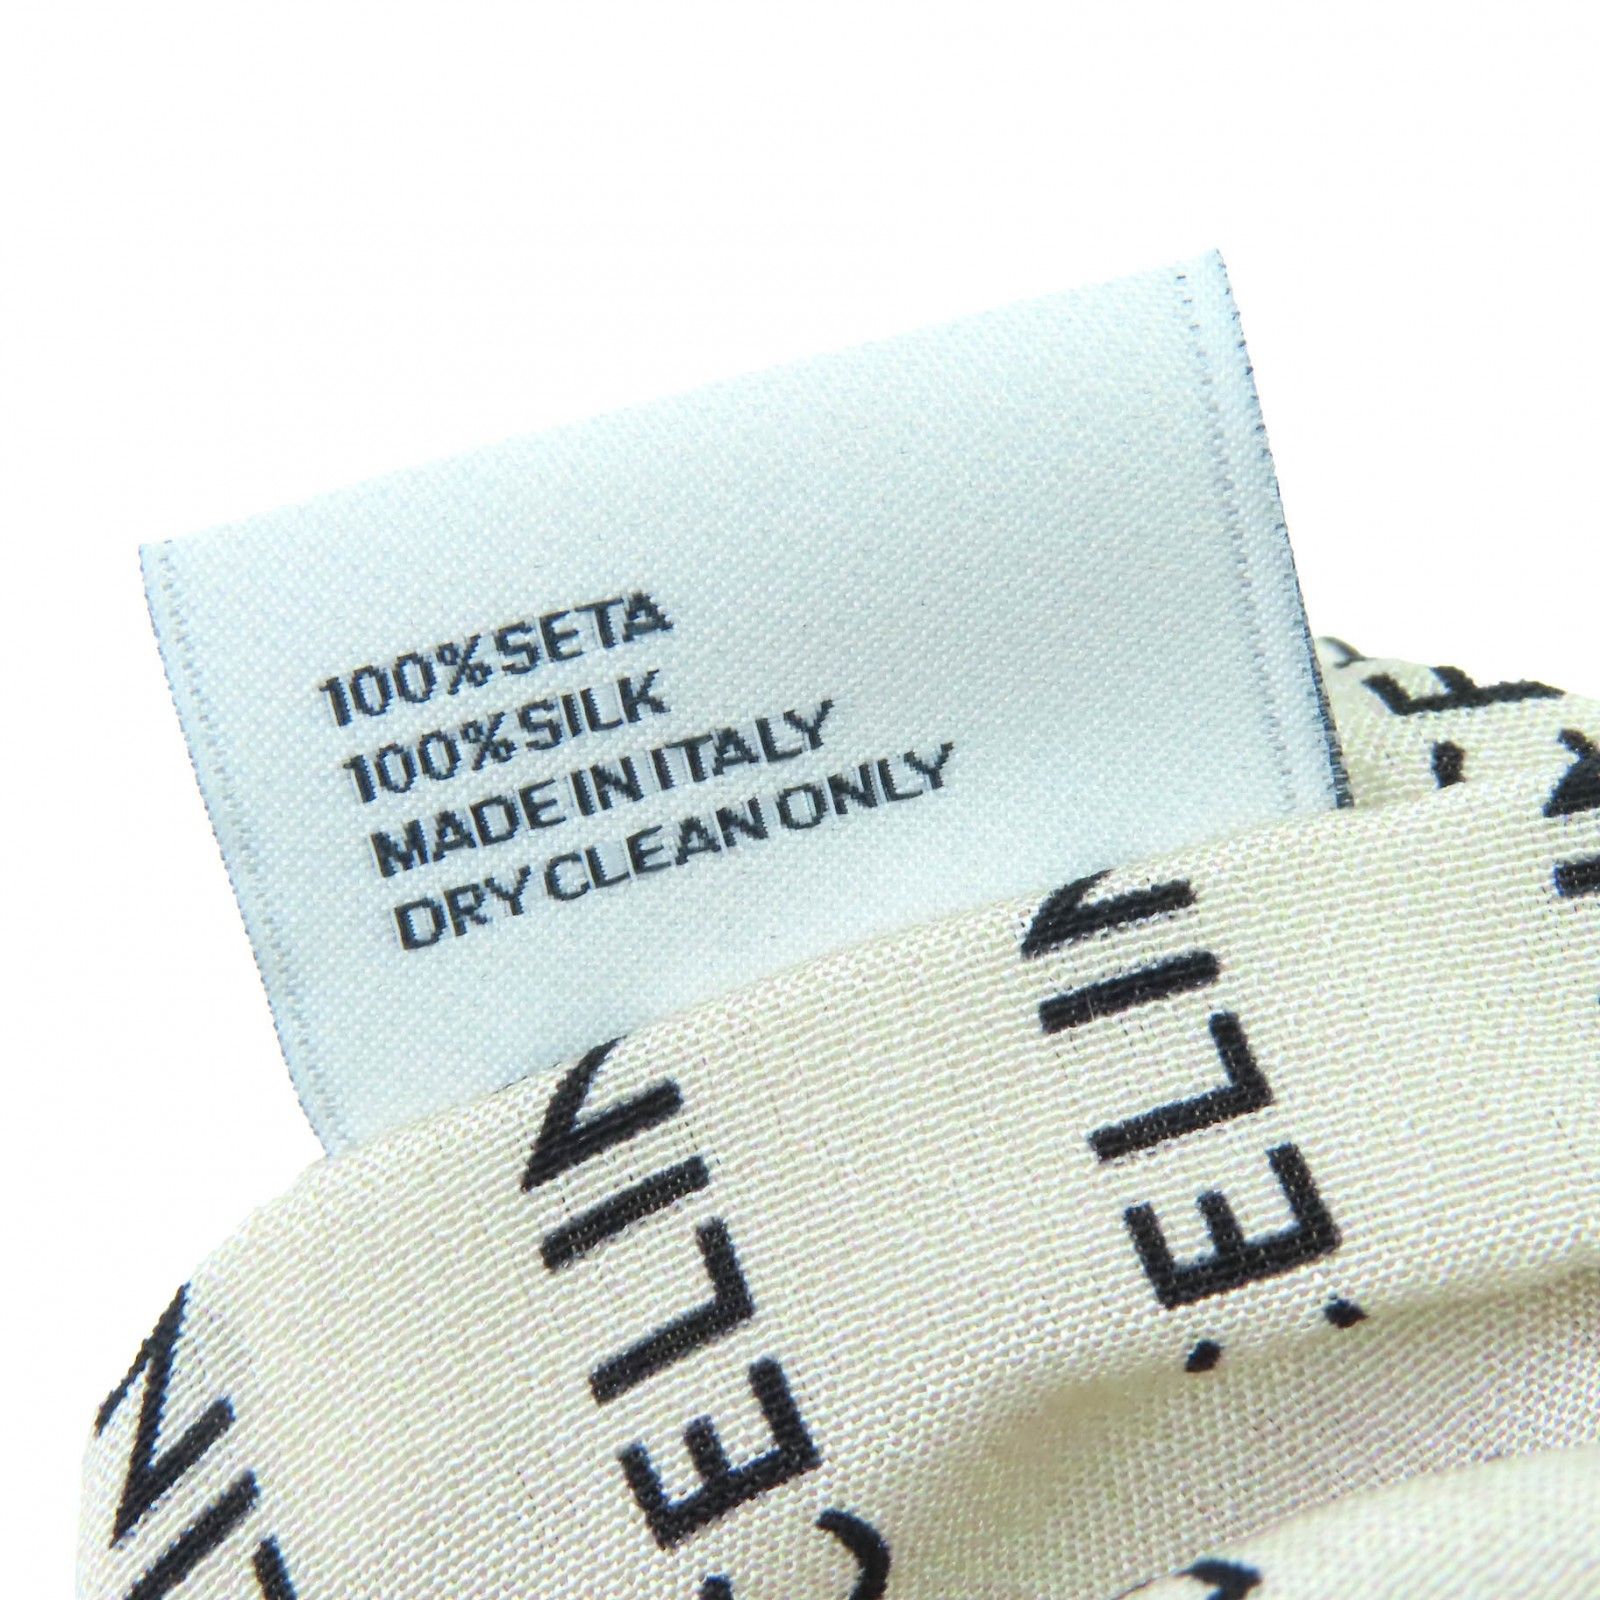 100% SETA
100% SILK
MADE IN ITALY
DRY CLEAN ONLY